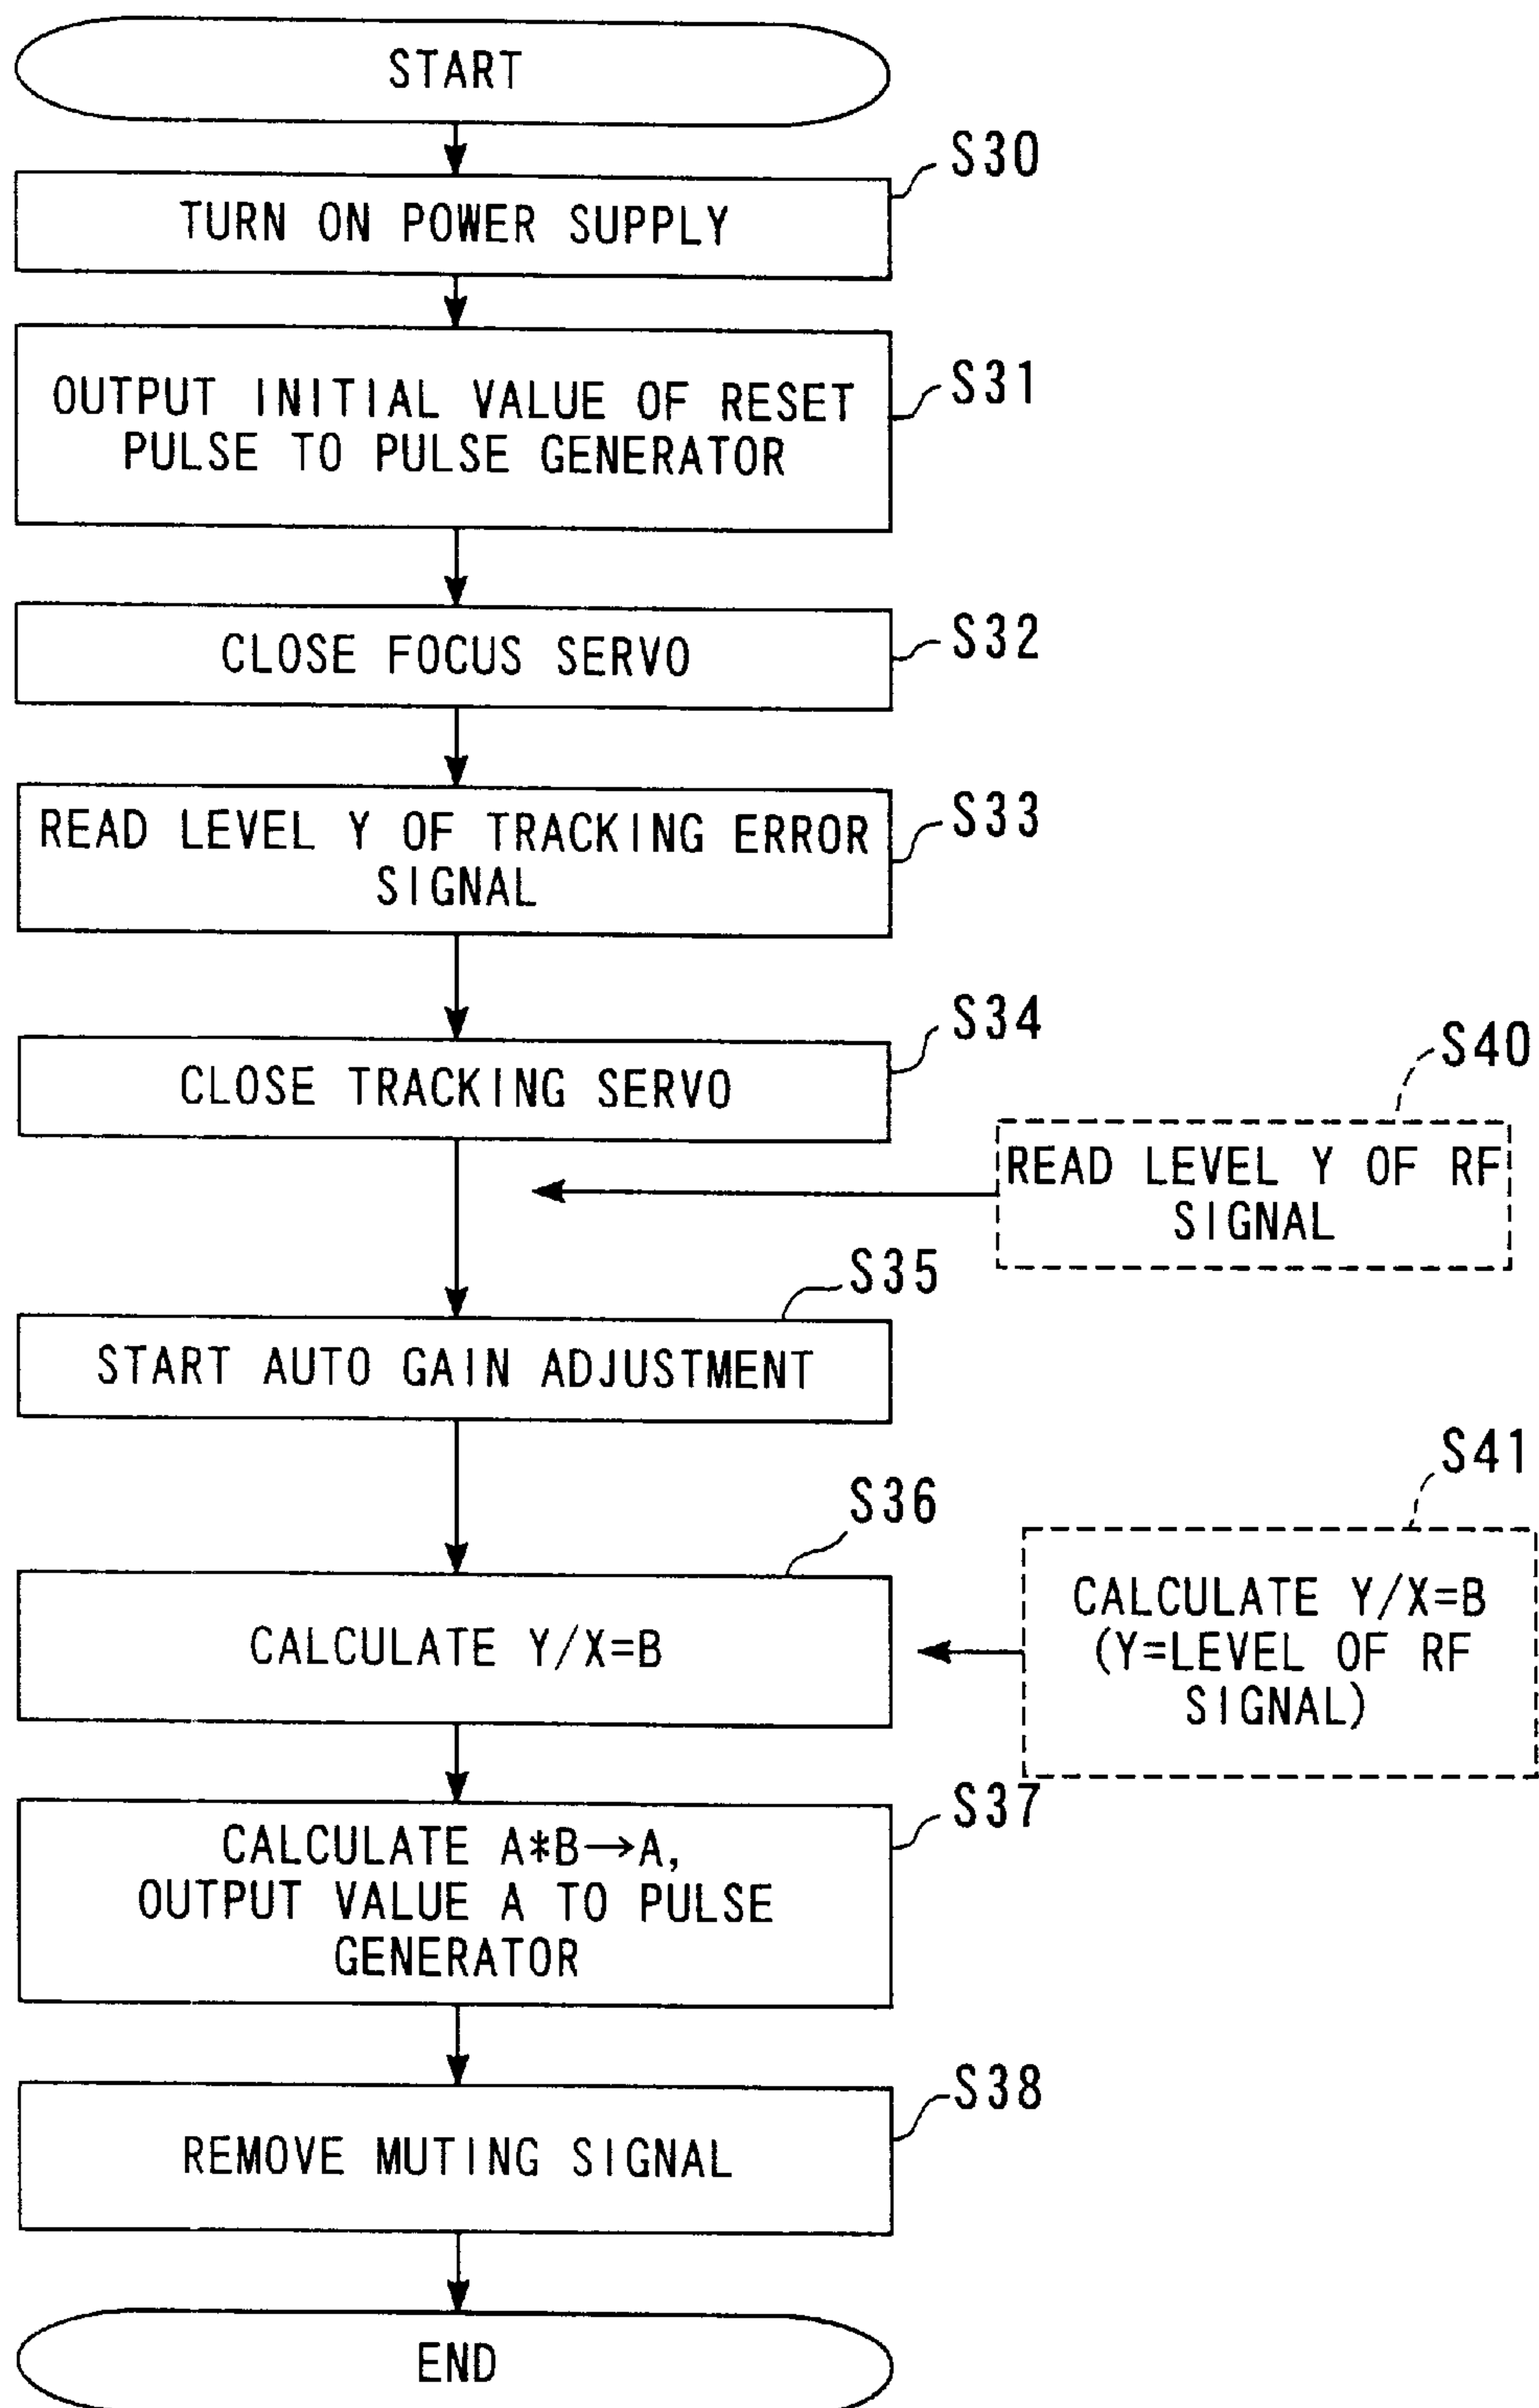 START
S30
TURN ON POWER SUPPLY
S31
OUTPUT INITIAL VALUE OF RESET
PULSE TO PULSE GENERATOR
S32
CLOSE FOCUS SERVO
S33
READ LEVEL Y OF TRACKING ERROR
SIGNAL
S34
CLOSE TRACKING SERVO
S40
READ LEVEL Y OF RF
SIGNAL
S35
START AUTO GAIN ADJUSTMENT
S36
CALCULATE Y/X=B
S41
CALCULATE Y/X=B
(Y=LEVEL OF RF
SIGNAL)
S37
CALCULATE A*B→A,
OUTPUT VALUE A TO PULSE
GENERATOR
S38
REMOVE MUTING SIGNAL
END